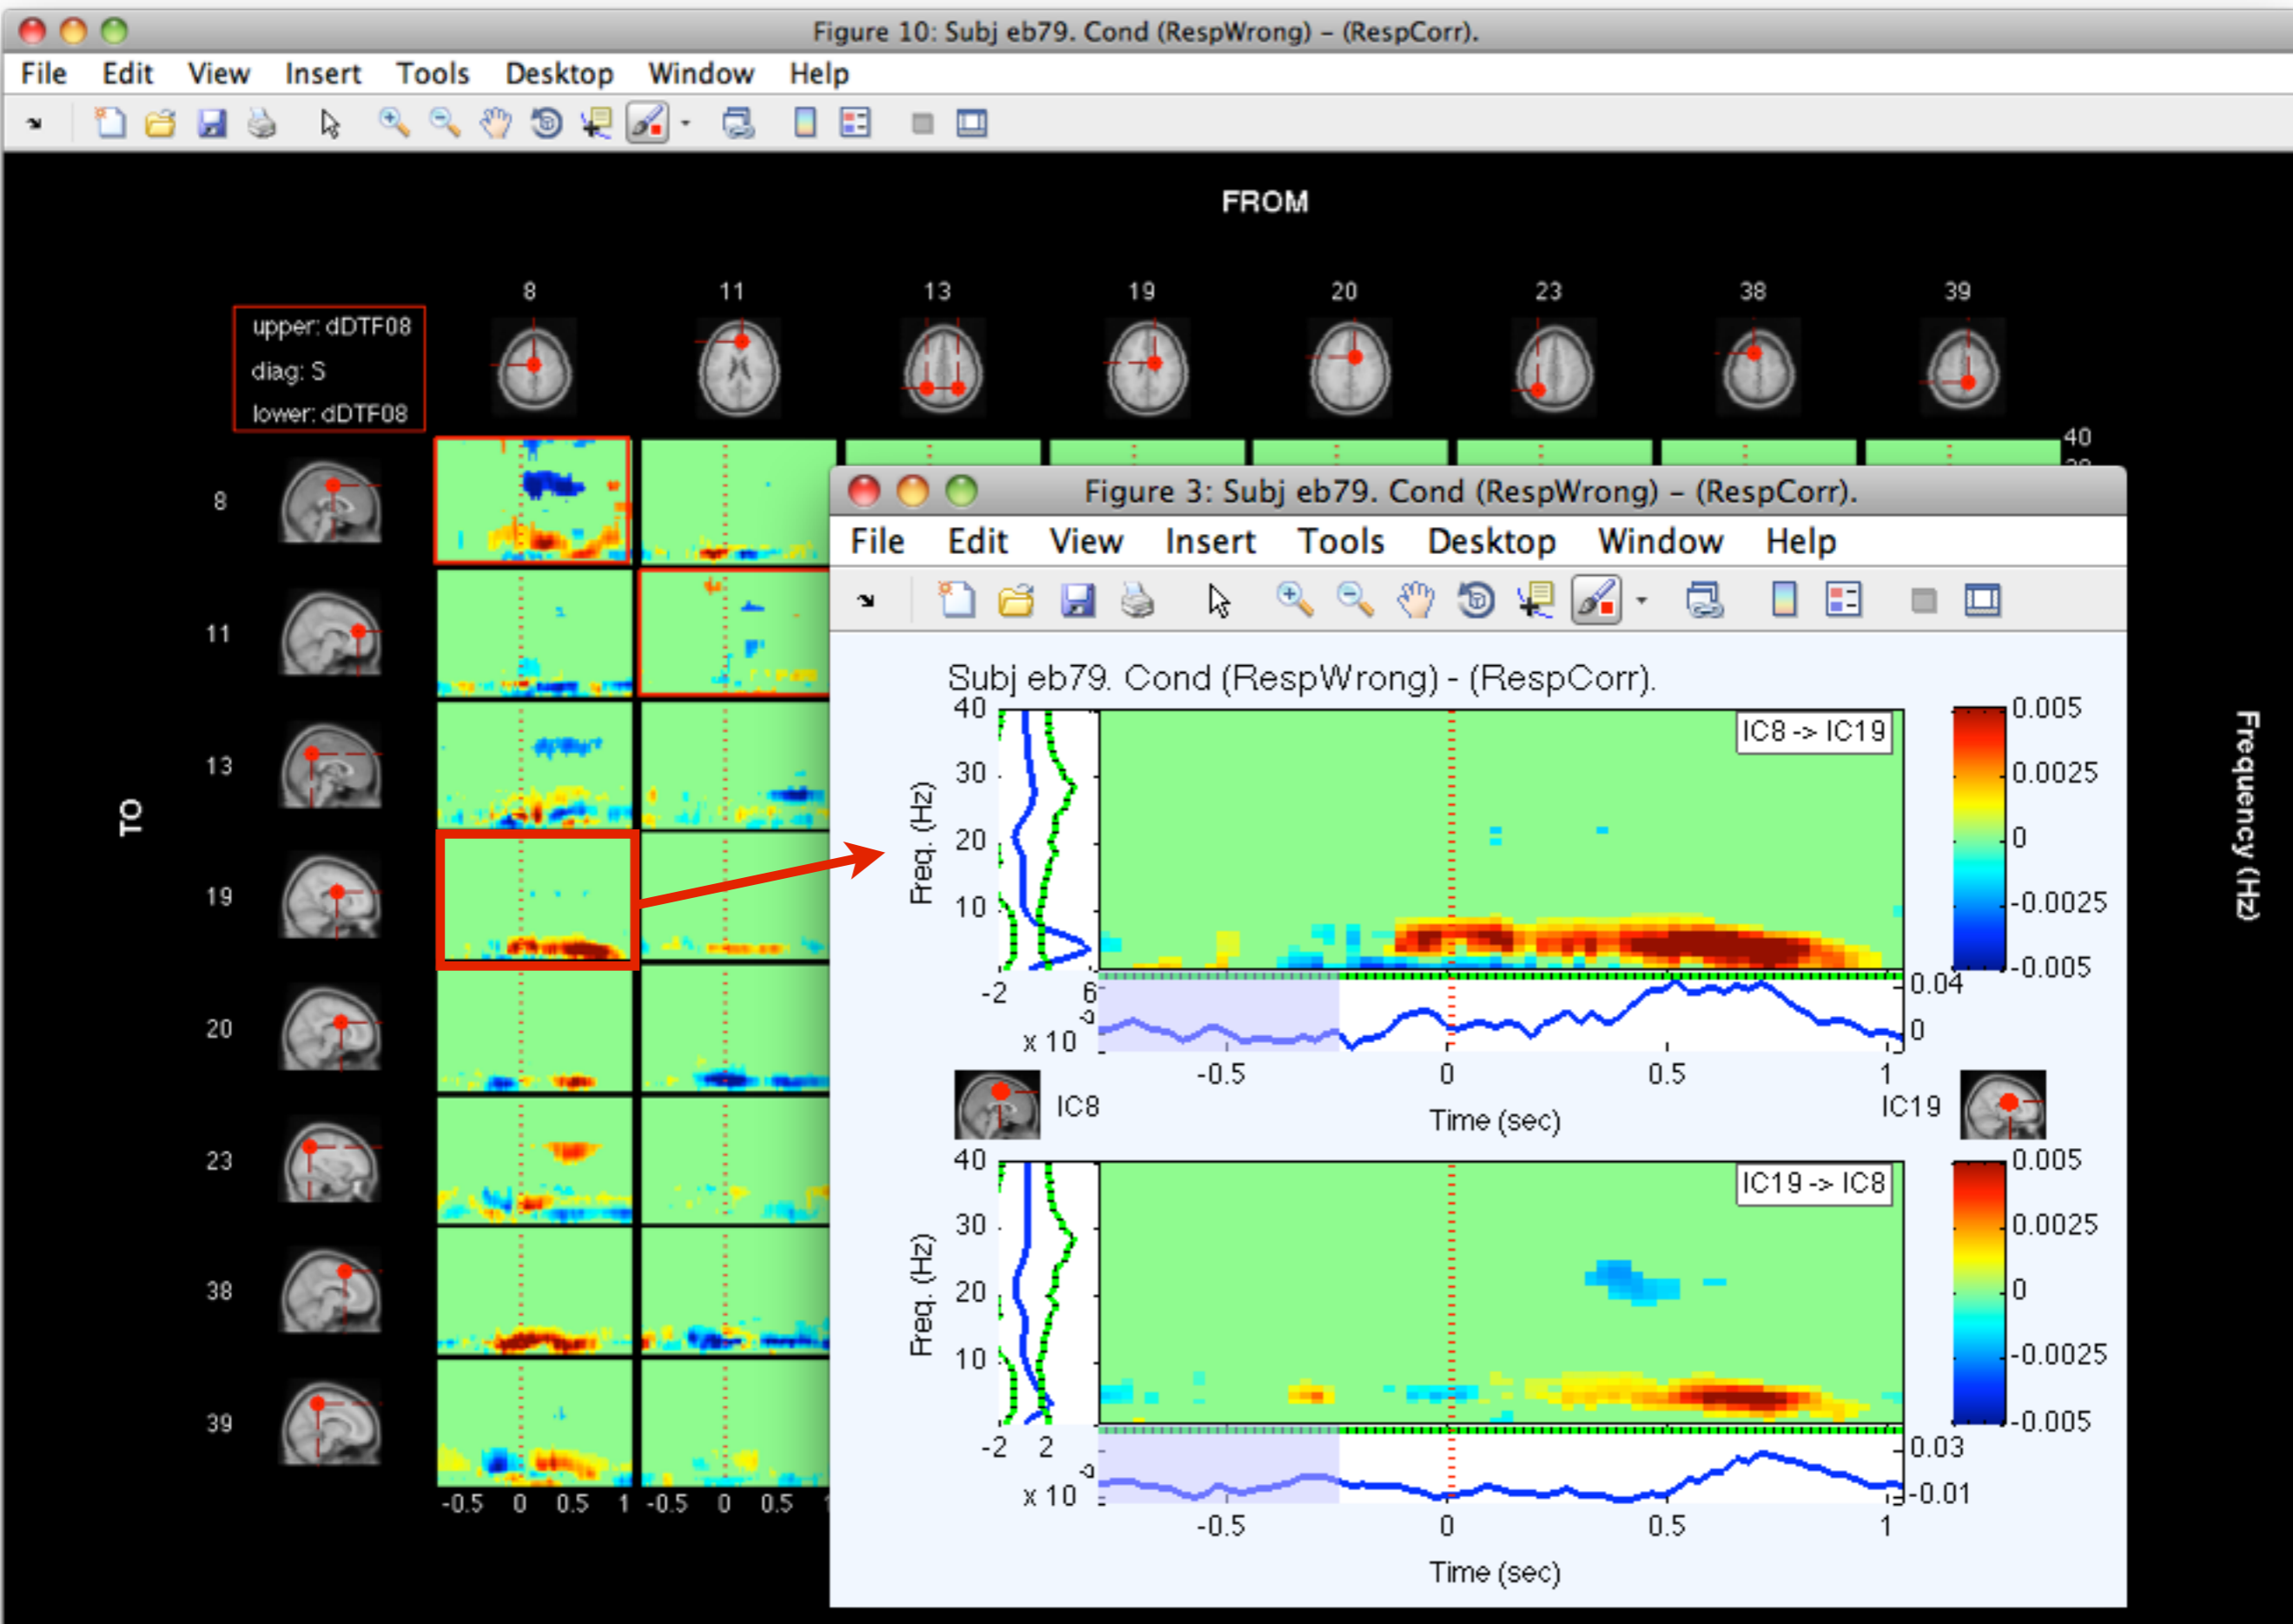 Figure 10: Subj eb79. Cond (RespWrong) – (RespCorr).
File Edit View Insert Tools Desktop Window Help
FROM
8 11 13 19 20 23 38 39
upper: dDTF08
diag: S
lower: dDTF08
TO
8
11
13
19
20
23
38
39
-0.5 0 0.5 1 -0.5 0 0.5
40
Frequency (Hz)
Figure 3: Subj eb79. Cond (RespWrong) – (RespCorr).
File Edit View Insert Tools Desktop Window Help
Subj eb79. Cond (RespWrong) - (RespCorr).
IC8 -> IC19
40
30
20
10
Freq. (Hz)
0.005
0.0025
0
-0.0025
-0.005
-2 6
x 10 -3
0.04
0
-0.5 0 0.5 1
Time (sec)
IC8
IC19
IC19 -> IC8
40
30
20
10
Freq. (Hz)
0.005
0.0025
0
-0.0025
-0.005
-2 2
x 10 -3
0.03
-0.01
-0.5 0 0.5 1
Time (sec)